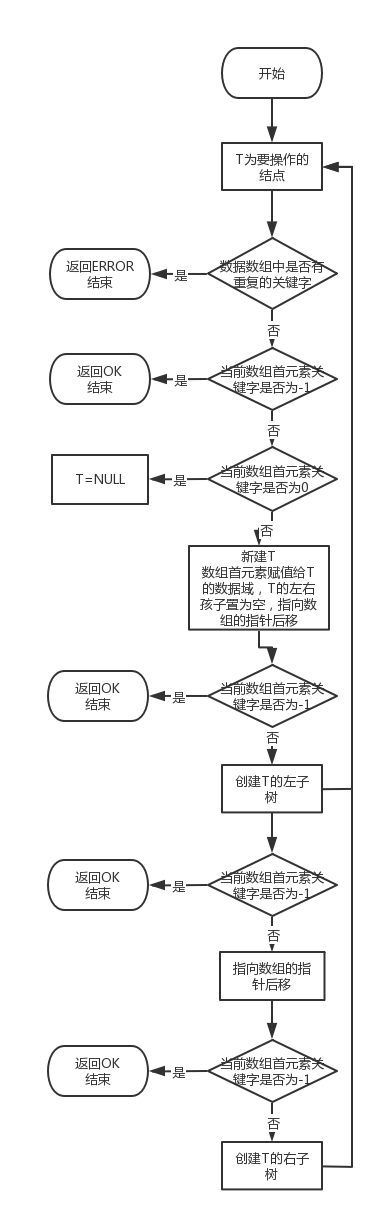 开始
T为要操作的
结点
数据数组中是否有
重复的关键字
是
返回ERROR
结束
否
当前数组首元素关
键字是否为-1
是
返回OK
结束
否
当前数组首元素关
键字是否为0
是
T=NULL
否
新建T
数组首元素赋值给T
的数据域，T的左右
孩子置为空，指向数
组的指针后移
当前数组首元素关
键字是否为-1
是
返回OK
结束
否
创建T的左子
树
当前数组首元素关
键字是否为-1
是
返回OK
结束
否
指向数组的指
针后移
当前数组首元素关
键字是否为-1
是
返回OK
结束
否
创建T的右子
树